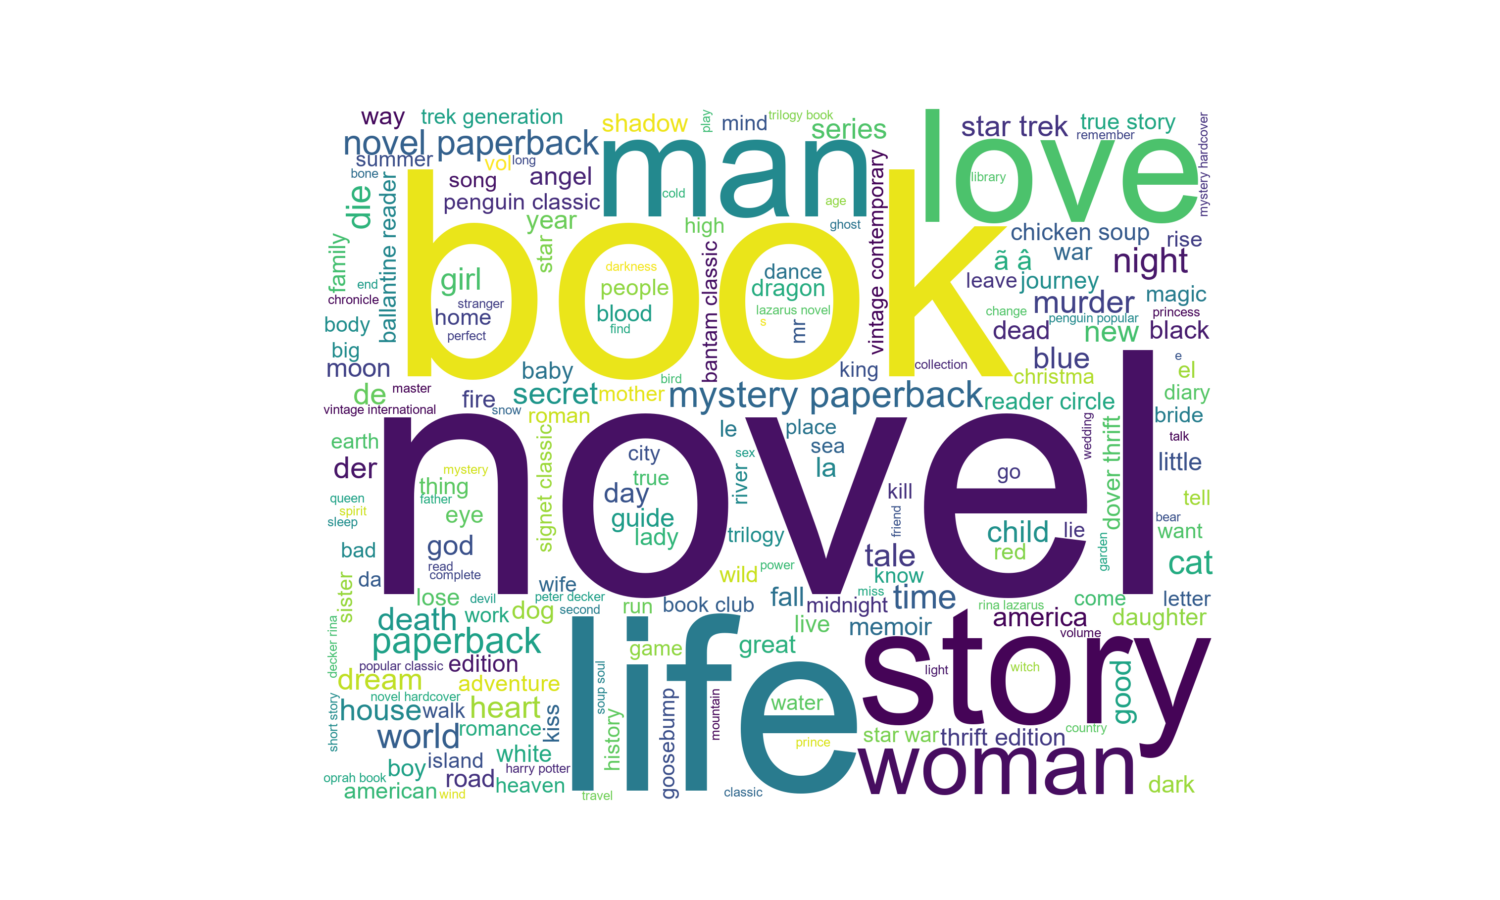 way
trek generation
shadow
play
mind
trilogy book
series
star trek
true story
remember
mystery hardcover
novel paperback
man
love
summer
vol
long
bone
song
angel
cold
library
die
ballantine reader
penguin classic
age
year
high
ghost
vintage contemporary
chicken soup
rise
war
family
star
book
bantam classic
ã â
night
end
girl
darkness
dance
leave
journey
chronicle
stranger
people
dragon
murder
magic
home
blood
lazarus novel
change
princess
body
perfect
find
s
mr
penguin popular
dead
new
black
big
moon
baby
bird
king
collection
blue
e
christma
el
de
master
fire
secret
mother
mystery paperback
reader circle
diary
vintage international
snow
roman
le
place
wedding
bride
earth
novel
city
sea
talk
der
mystery
signet classic
true
sex
la
go
dover thrift
little
thing
river
queen
father
day
kill
tell
spirit
eye
guide
friend
child
lie
bear
sleep
lady
trilogy
want
bad
god
tale
red
garden
read
wild
power
know
cat
da
complete
wife
miss
sister
lose
devil
peter decker
fall
midnight
time
rina lazarus
come
letter
death
work
dog
second
run
book club
live
memoir
america
daughter
decker rina
paperback
life
game
great
story
volume
popular classic
edition
soup soul
light
witch
good
dream
adventure
short story
novel hardcover
heart
goosebump
mountain
water
country
house
walk
kiss
history
romance
star war
thrift edition
world
white
prince
woman
island
boy
harry potter
oprah book
road
heaven
dark
american
wind
travel
classic